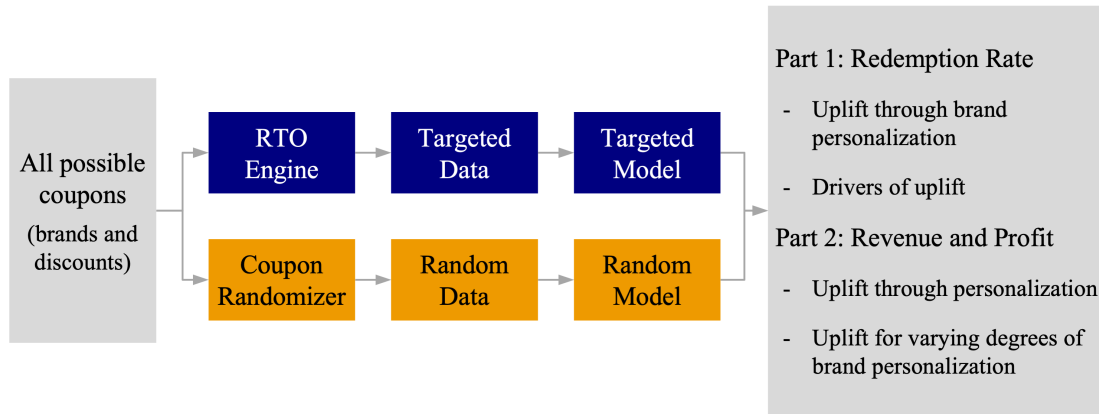 All possible
coupons
(brands and
discounts)
RTO
Engine
Targeted
Data
Targeted
Model
Coupon
Randomizer
Random
Data
Random
Model
Part 1: Redemption Rate
- Uplift through brand
personalization
- Drivers of uplift
Part 2: Revenue and Profit
- Uplift through personalization
- Uplift for varying degrees of
brand personalization